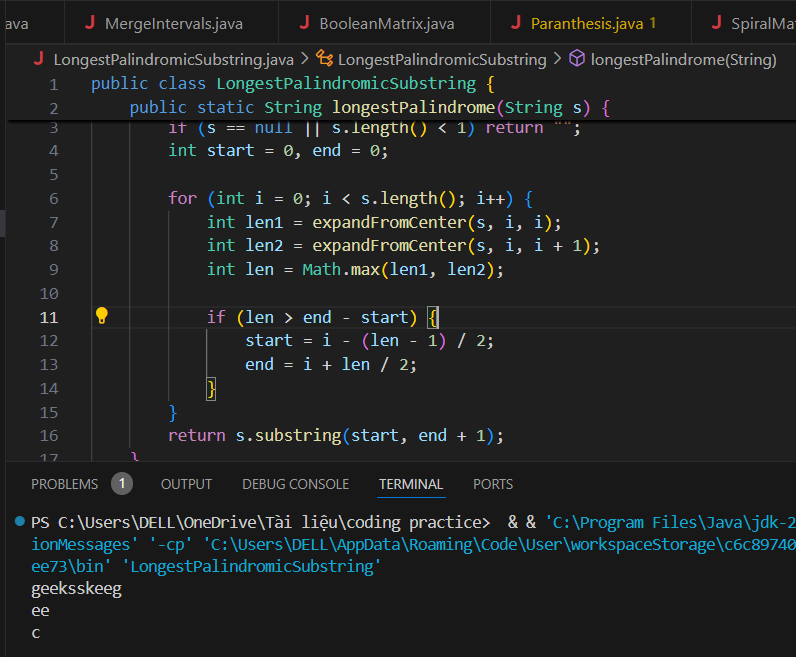 ava J MergeIntervals.java J BooleanMatrix.java J Paranthesis.java 1 J SpiralMat
J LongestPalindromicSubstring.java > LongestPalindromicSubstring > longestPalindrome(String)
1 public class LongestPalindromicSubstring {
2 public static String longestPalindrome(String s) {
3 if (s == null || s.length() < 1) return "";
4 int start = 0, end = 0;
5
6 for (int i = 0; i < s.length(); i++) {
7 int len1 = expandFromCenter(s, i, i);
8 int len2 = expandFromCenter(s, i, i + 1);
9 int len = Math.max(len1, len2);
10
11 if (len > end - start) {
12 start = i - (len - 1) / 2;
13 end = i + len / 2;
14 }
15 }
16 return s.substring(start, end + 1);
17 }
PROBLEMS 1 OUTPUT DEBUG CONSOLE TERMINAL PORTS
PS C:\Users\DELL\OneDrive\Tài liệu\coding practice> & & 'C:\Program Files\Java\jdk-2
ionMessages' '-cp' 'C:\Users\DELL\AppData\Roaming\Code\User\workspaceStorage\c6c89740
ee73\bin' 'LongestPalindromicSubstring'
geeksskeeg
ee
c